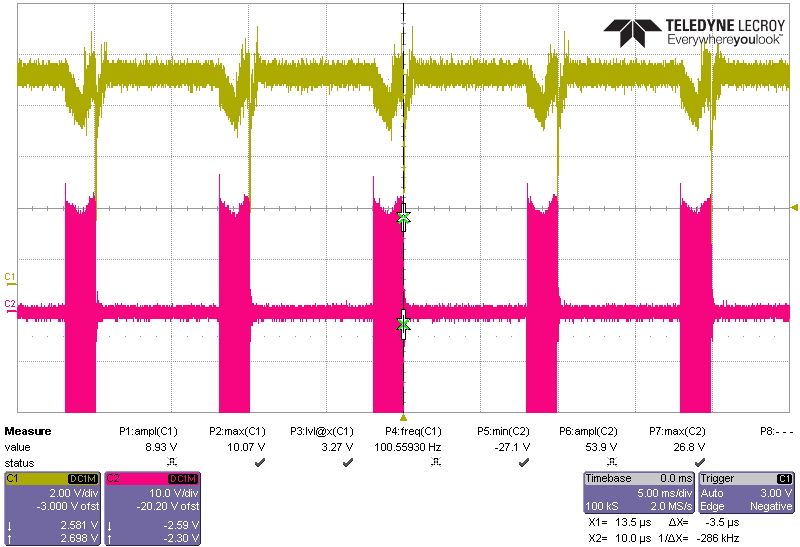 TELEDYNE LECROY
Everywhereyoulook™
C1
C2
Measure P1:ampl(C1) P2:max(C1) P3:lvl@x(C1) P4:freq(C1) P5:min(C2) P6:ampl(C2) P7:max(C2) P8:- - -
value 8.93 V 10.07 V 3.27 V 100.55930 Hz -27.1 V 53.9 V 26.8 V
status
C1 DC1M
2.00 V/div
-3.000 V ofst
↓ 2.581 V
↑ 2.698 V
C2 DC1M
10.0 V/div
-20.20 V ofst
↓ -2.59 V
↑ -2.30 V
Timebase 0.0 ms
5.00 ms/div
100 kS 2.0 MS/s
Trigger C1
Auto 3.00 V
Edge Negative
X1= 13.5 µs ΔX= -3.5 µs
X2= 10.0 µs 1/ΔX= -286 kHz